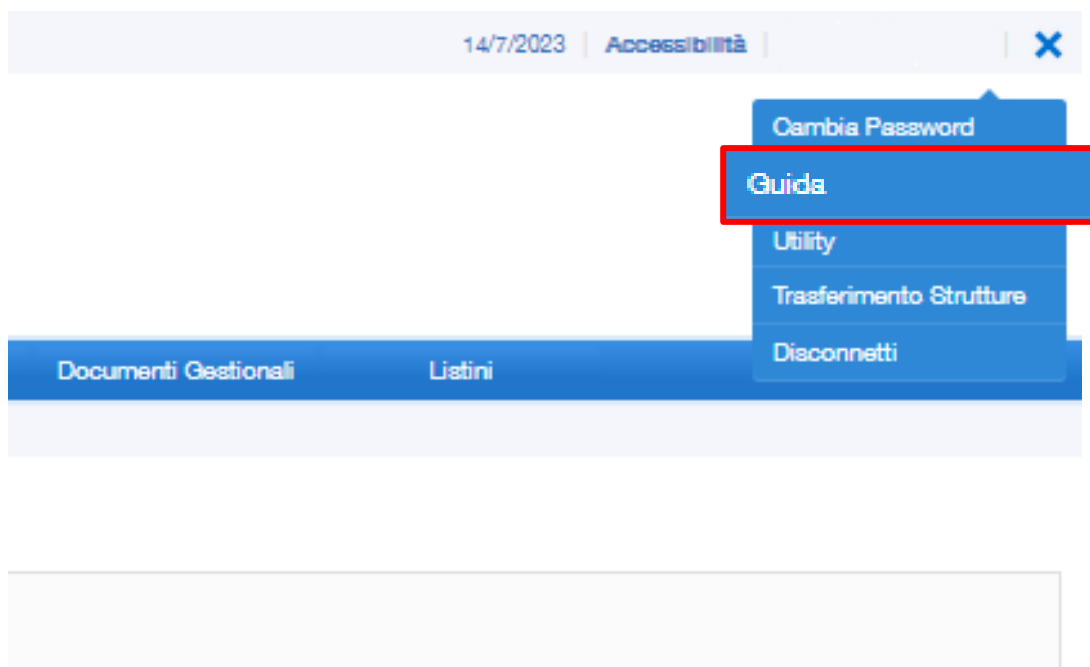 14/7/2023 Accessibilità
Cambia Password
Guida
Utility
Trasferimento Strutture
Disconnetti
Documenti Gestionali Listini